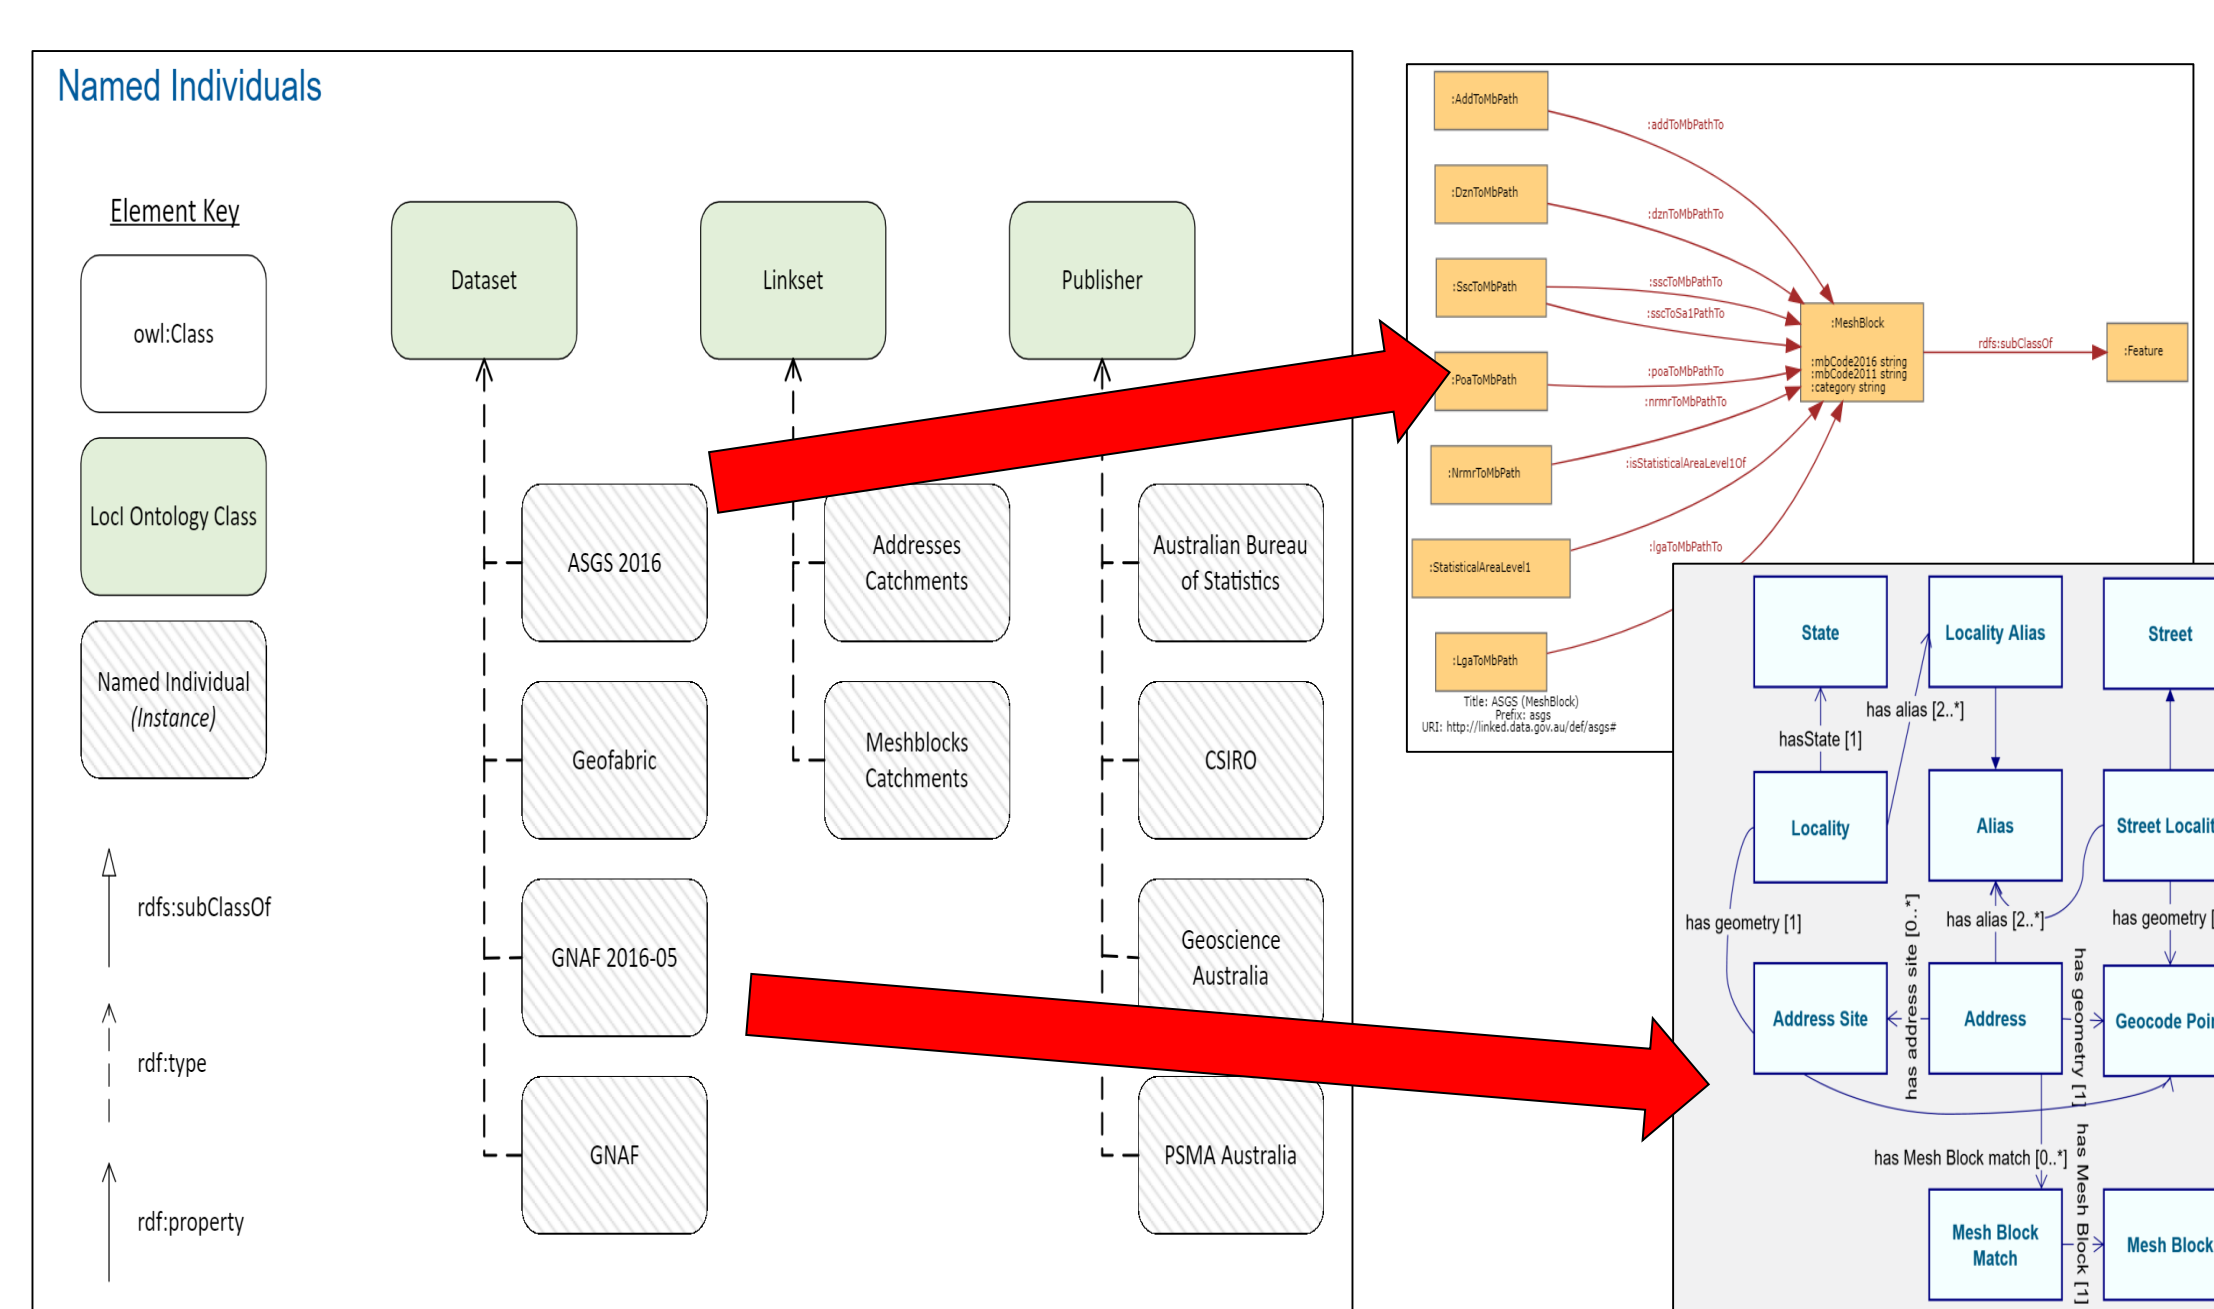 Named Individuals
Element Key
owl:Class
LocI Ontology Class
Named Individual
(Instance)
rdfs:subClassOf
rdf:type
rdf:property
Dataset
Linkset
Publisher
ASGS 2016
Geofabric
GNAF 2016-05
GNAF
Addresses
Catchments
Meshblocks
Catchments
Australian Bureau
of Statistics
CSIRO
Geoscience
Australia
PSMA Australia
:AddToMbPath
:DznToMbPath
:SscToMbPath
:PoaToMbPath
:NrmrToMbPath
:StatisticalAreaLevel1
:LgaToMbPath
:addToMbPathTo
:dznToMbPathTo
:sscToMbPathTo
:sscToSa1PathTo
:poaToMbPathTo
:nrmrToMbPathTo
:isStatisticalAreaLevel1Of
:lgaToMbPathTo
:MeshBlock
:mbCode2016 string
:mbCode2011 string
:category string
rdfs:subClassOf
:Feature
Title: ASGS (MeshBlock)
Prefix: asgs
URI: http://linked.data.gov.au/def/asgs#
State
Locality Alias
Street
has alias [2..*]
hasState [1]
Locality
Alias
Street Localit
has geometry [1]
has address site [0..*]
has alias [2..*]
has geometry [
has geometry [1]
Address Site
Address
Geocode Poi
has Mesh Block match [0..*]
has Mesh Block [1]
Mesh Block
Match
Mesh Block